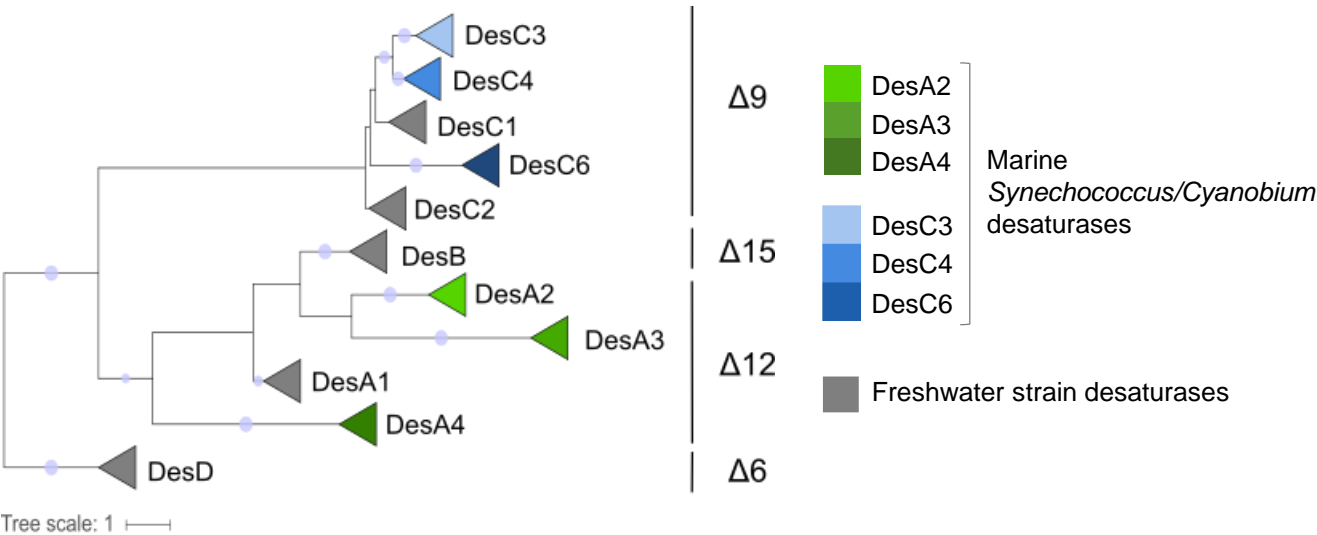 DesC3
DesC4
DesC1
DesC6
DesC2
DesB
DesA2
DesA3
DesA1
DesA4
DesD
Tree scale: 1
Δ9
Δ15
Δ12
Δ6
DesA2
DesA3
DesA4
DesC3
DesC4
DesC6
Marine
Synechococcus/Cyanobium
desaturases
Freshwater strain desaturases